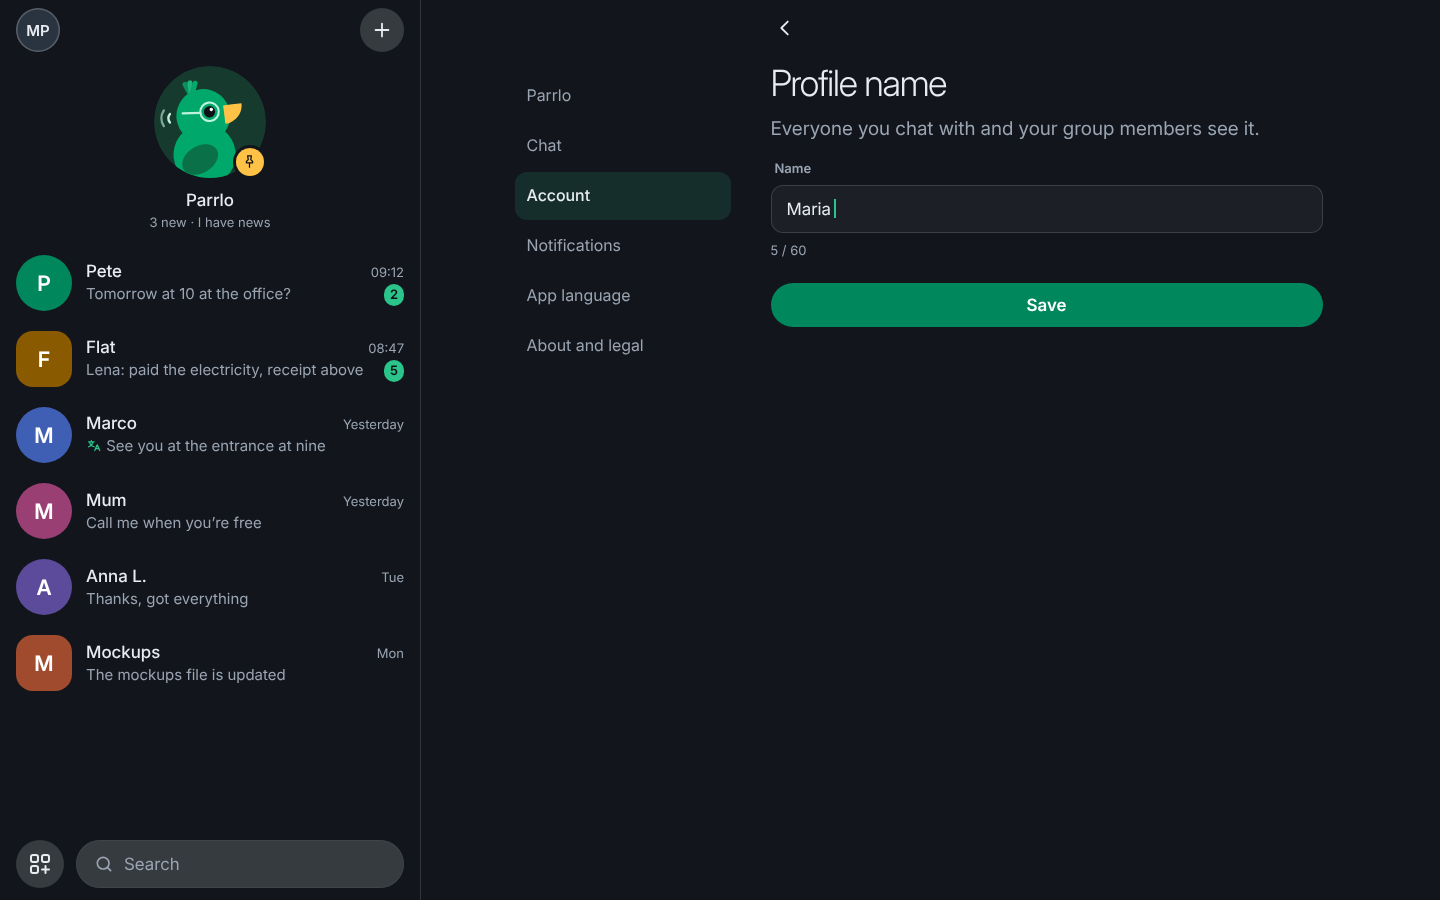 MP
Parrlo
3 new · I have news
P
Pete
09:12
Tomorrow at 10 at the office?
2
F
Flat
08:47
Lena: paid the electricity, receipt above
5
M
Marco
Yesterday
See you at the entrance at nine
M
Mum
Yesterday
Call me when you’re free
A
Anna L.
Tue
Thanks, got everything
M
Mockups
Mon
The mockups file is updated
Search
Parrlo
Chat
Account
Notifications
App language
About and legal
Profile name
Everyone you chat with and your group members see it.
Name
Maria
5 / 60
Save